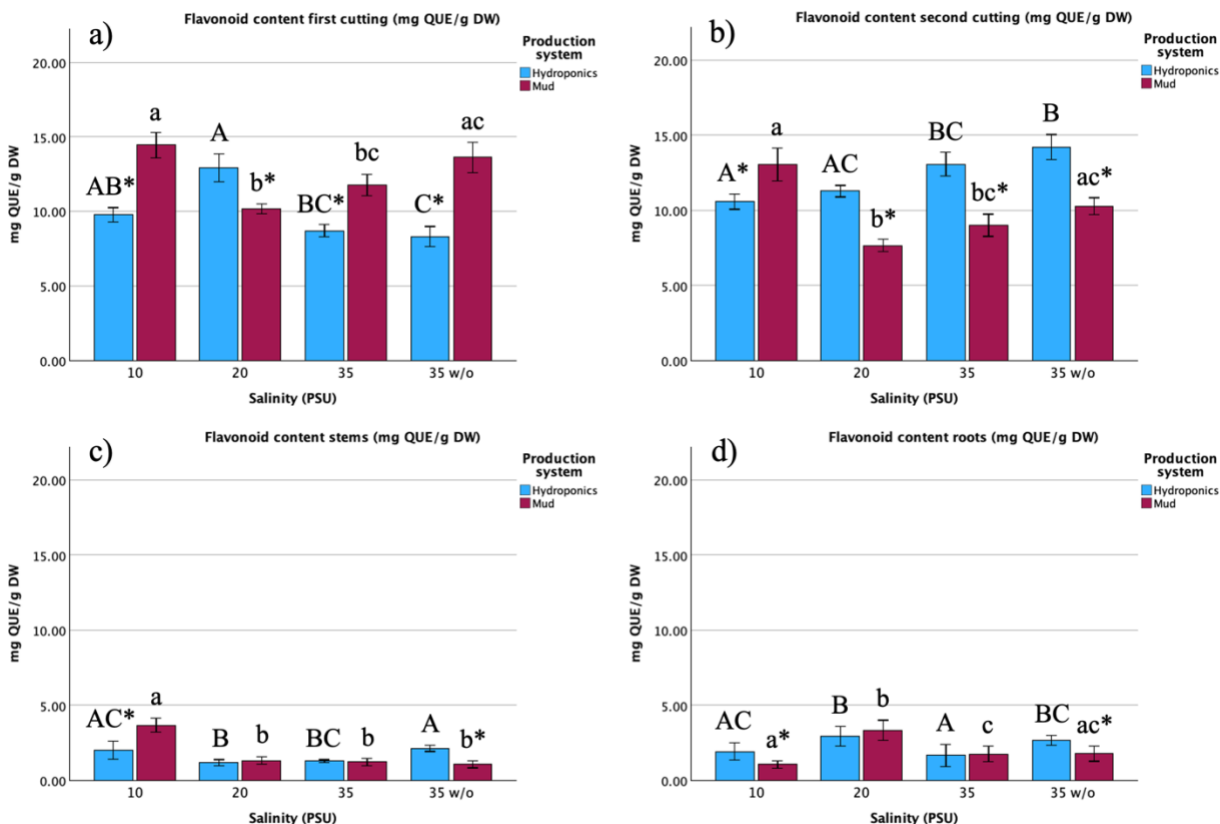 a)
Flavonoid content first cutting (mg QUE/g DW)
Production
system
Hydroponics
Mud
mg QUE/g DW
20.00
15.00
10.00
5.00
0.00
AB*
a
A
b*
BC*
bc
C*
ac
10
20
35
35 w/o
Salinity (PSU)
b)
Flavonoid content second cutting (mg QUE/g DW)
Production
system
Hydroponics
Mud
mg QUE/g DW
20.00
15.00
10.00
5.00
0.00
A*
a
AC
b*
BC
bc*
B
ac*
10
20
35
35 w/o
Salinity (PSU)
c)
Flavonoid content stems (mg QUE/g DW)
Production
system
Hydroponics
Mud
mg QUE/g DW
20.00
15.00
10.00
5.00
0.00
AC*
a
B
b
BC
b
A
b*
10
20
35
35 w/o
Salinity (PSU)
d)
Flavonoid content roots (mg QUE/g DW)
Production
system
Hydroponics
Mud
mg QUE/g DW
20.00
15.00
10.00
5.00
0.00
AC
a*
B
b
A
c
BC
ac*
10
20
35
35 w/o
Salinity (PSU)